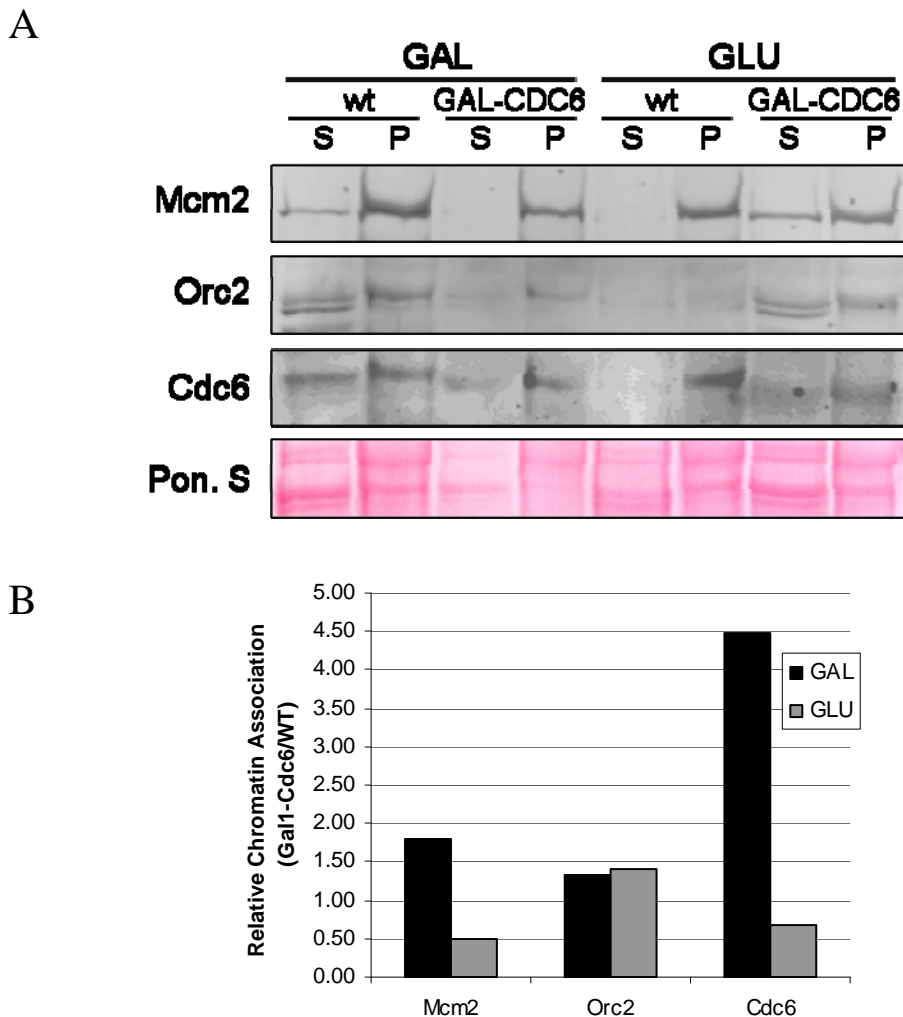 A
GAL GLU
wt GAL-CDC6 wt GAL-CDC6
S P S P S P S P
Mcm2
Orc2
Cdc6
Pon. S
B
Relative Chromatin Association
(Gal1-Cdc6/WT)
5.00
4.50
4.00
3.50
3.00
2.50
2.00
1.50
1.00
0.50
0.00
GAL
GLU
Mcm2 Orc2 Cdc6